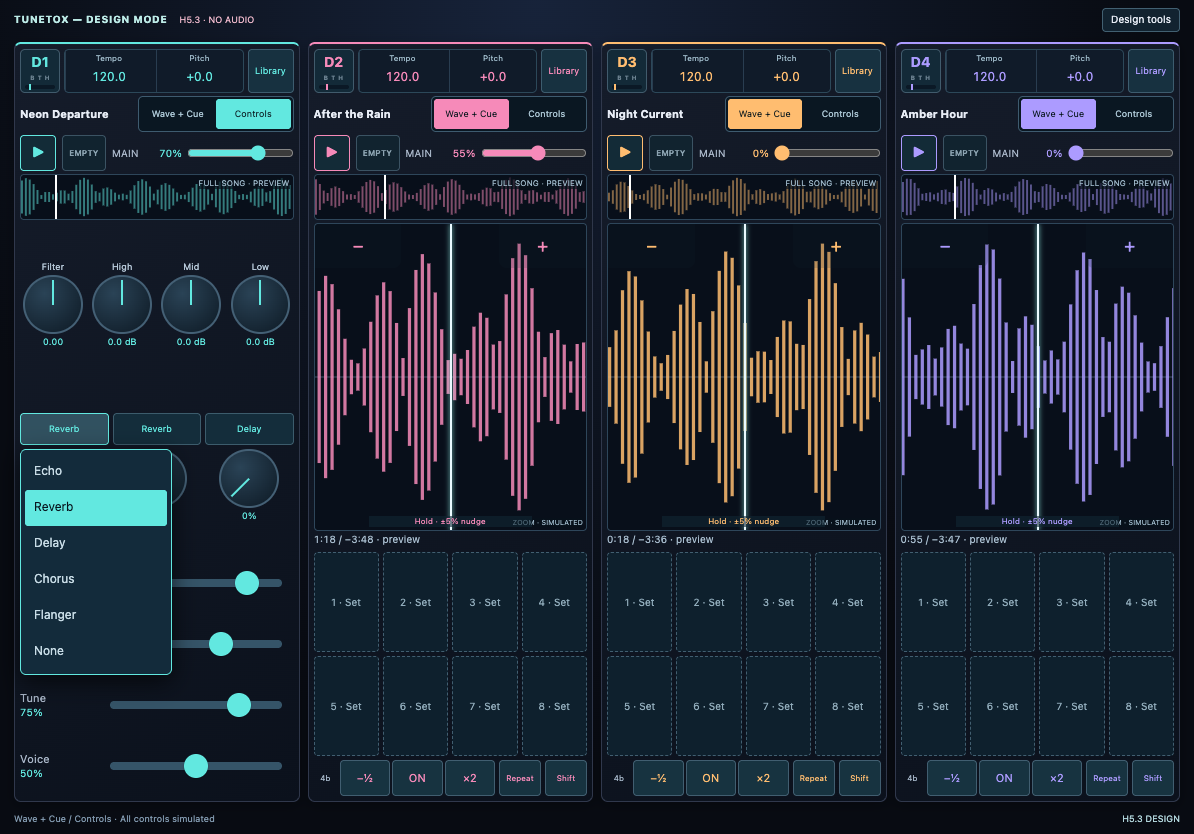 TUNETOX — DESIGN MODE H5.3 · NO AUDIO Design tools
D1 Tempo Pitch Library
B T H 120.0 +0.0
Neon Departure Wave + Cue Controls
EMPTY MAIN 70%
FULL SONG · PREVIEW
Filter High Mid Low
0.00 0.0 dB 0.0 dB 0.0 dB
Reverb Reverb Delay
Echo
Reverb
Delay
Chorus
Flanger
None
0%
Tune
75%
Voice
50%
D2 Tempo Pitch Library
B T H 120.0 +0.0
After the Rain Wave + Cue Controls
EMPTY MAIN 55%
FULL SONG · PREVIEW
− +
Hold · ±5% nudge ZOOM · SIMULATED
1:18 / −3:48 · preview
1 · Set 2 · Set 3 · Set 4 · Set
5 · Set 6 · Set 7 · Set 8 · Set
4b −½ ON ×2 Repeat Shift
D3 Tempo Pitch Library
B T H 120.0 +0.0
Night Current Wave + Cue Controls
EMPTY MAIN 0%
FULL SONG · PREVIEW
− +
Hold · ±5% nudge ZOOM · SIMULATED
0:18 / −3:36 · preview
1 · Set 2 · Set 3 · Set 4 · Set
5 · Set 6 · Set 7 · Set 8 · Set
4b −½ ON ×2 Repeat Shift
D4 Tempo Pitch Library
B T H 120.0 +0.0
Amber Hour Wave + Cue Controls
EMPTY MAIN 0%
FULL SONG · PREVIEW
− +
Hold · ±5% nudge ZOOM · SIMULATED
0:55 / −3:47 · preview
1 · Set 2 · Set 3 · Set 4 · Set
5 · Set 6 · Set 7 · Set 8 · Set
4b −½ ON ×2 Repeat Shift
Wave + Cue / Controls · All controls simulated H5.3 DESIGN